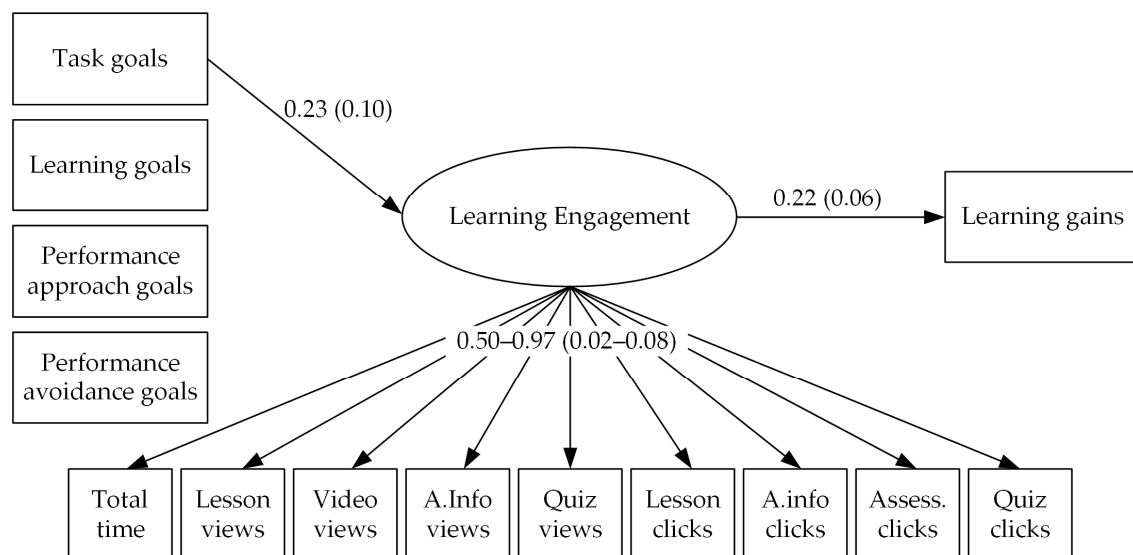 Task goals
0.23 (0.10)
Learning goals
Performance
approach goals
Performance
avoidance goals
Learning Engagement
0.22 (0.06)
Learning gains
0.50–0.97 (0.02–0.08)
Total
time
Lesson
views
Video
views
A.Info
views
Quiz
views
Lesson
clicks
A.info
clicks
Assess.
clicks
Quiz
clicks